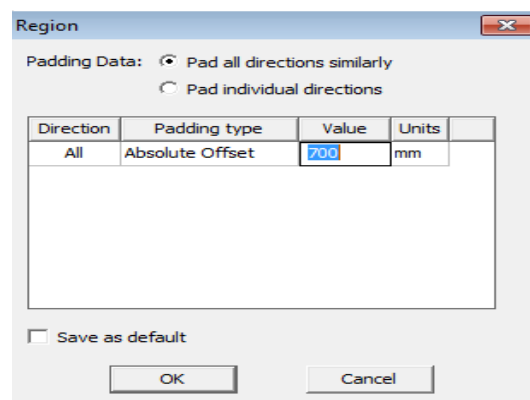 Region
Padding Data: Pad all directions similarly
Pad individual directions
Direction Padding type Value Units
All Absolute Offset 700 mm
Save as default
OK Cancel